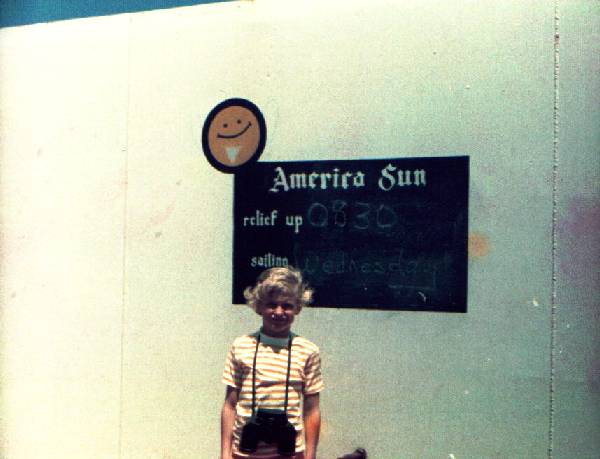 America Sun
relief up 0830
sailing Wednesday